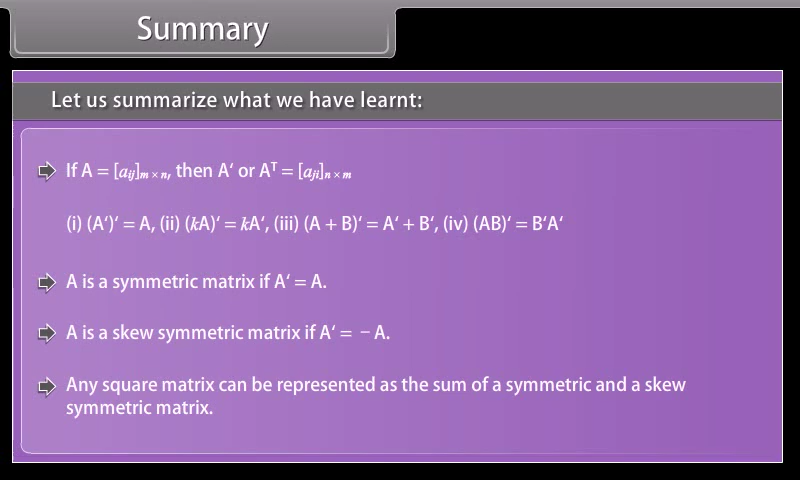 Summary
Let us summarize what we have learnt:
If A = [aᵢⱼ]ₘ ₓ ₙ, then A‘ or Aᵀ = [aⱼᵢ]ₙ ₓ ₘ
(i) (A‘)‘ = A, (ii) (kA)‘ = kA‘, (iii) (A + B)‘ = A‘ + B‘, (iv) (AB)‘ = B‘A‘
A is a symmetric matrix if A‘ = A.
A is a skew symmetric matrix if A‘ = − A.
Any square matrix can be represented as the sum of a symmetric and a skew
symmetric matrix.